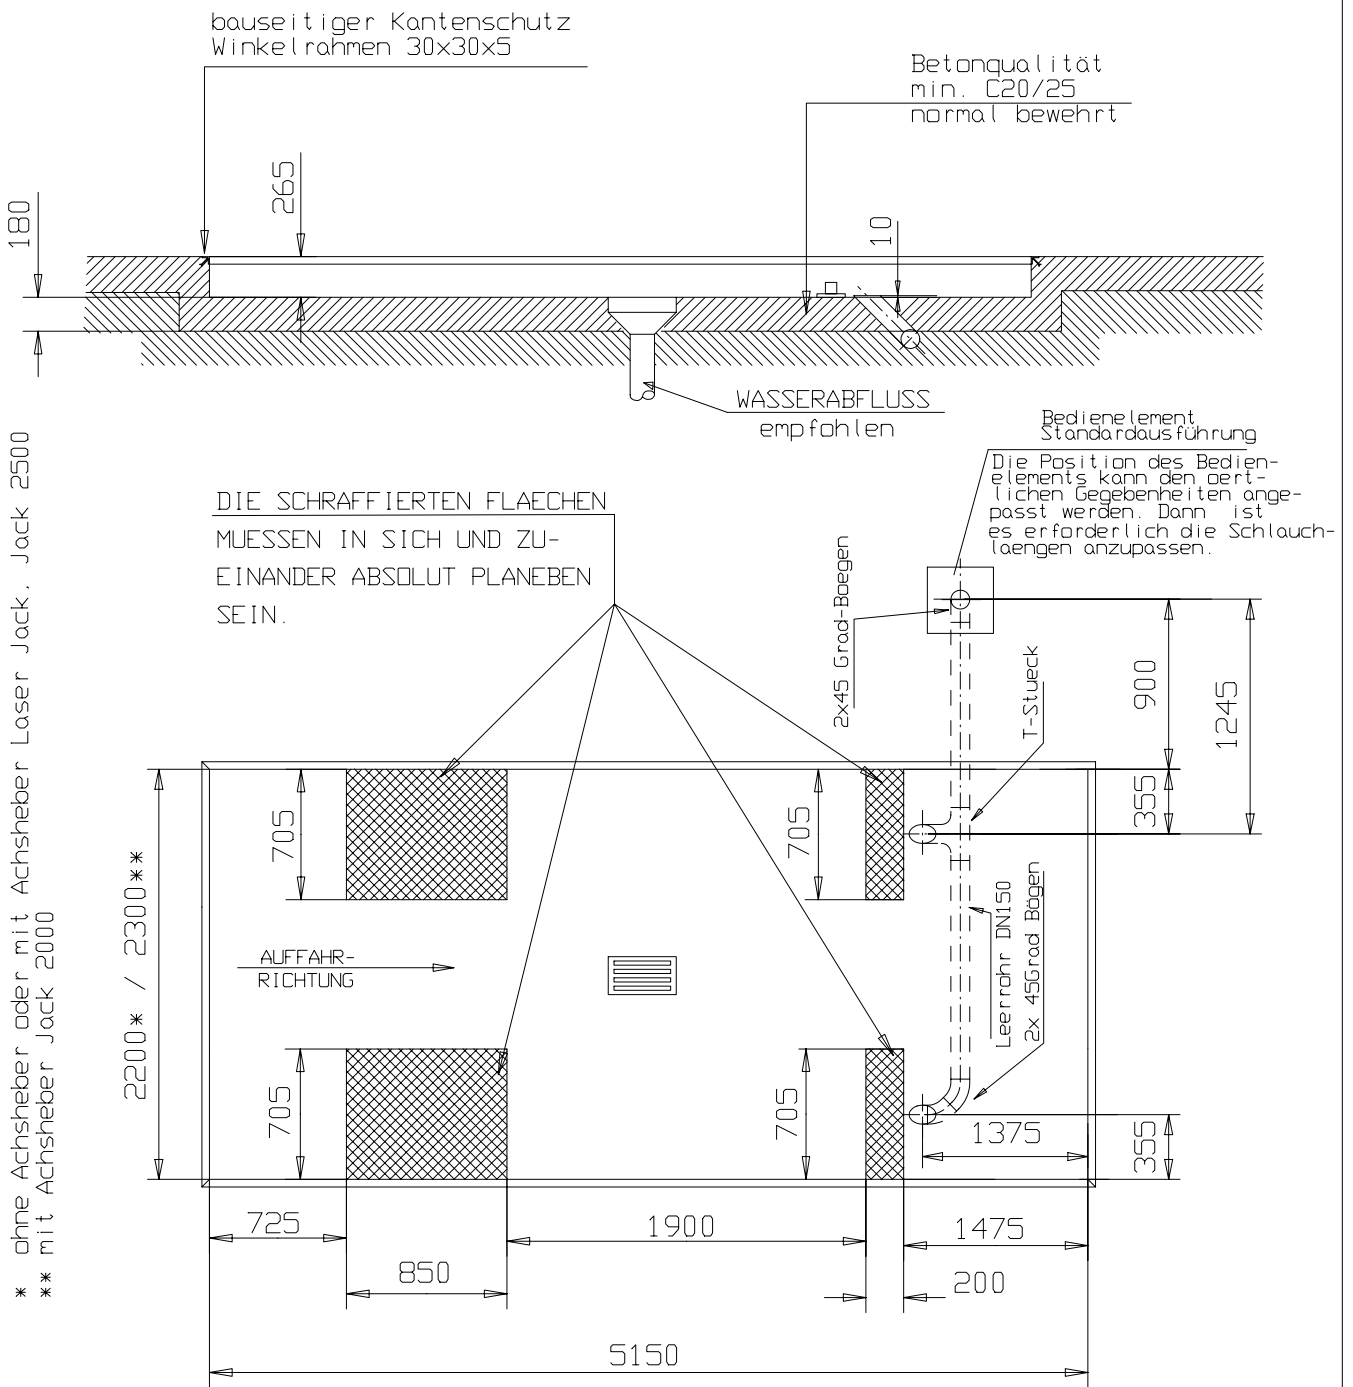 bauseitiger Kantenschutz
Winkelrahmen 30x30x5
Betonqualität
min. C20/25
normal bewehrt
265
180
10
WASSERABFLUSS
empfohlen
Bedienelement
Standardausführung
Die Position des Bedien-
elements kann den oert-
lichen Gegebenheiten ange-
passt werden. Dann ist
es erforderlich die Schlauch-
laengen anzupassen.
DIE SCHRAFFIERTEN FLAECHEN
MUESSEN IN SICH UND ZU-
EINANDER ABSOLUT PLANEBEN
SEIN.
2x45 Grad-Boegen
T-Stueck
900
1245
355
705
705
2200* / 2300**
AUFFAHR-
RICHTUNG
Leerrohr DN150
2x 45Grad Bögen
705
705
1375
355
725
1900
1475
850
200
5150
* ohne Achsheber oder mit Achsheber Laser Jack, Jack 2500
** mit Achsheber Jack 2000